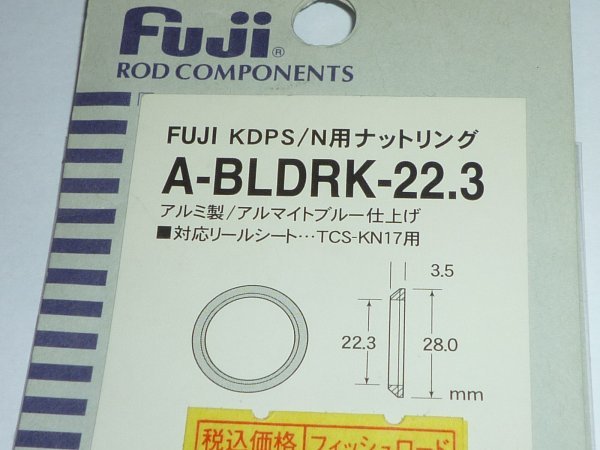 Fuji®
ROD COMPONENTS
FUJI KDPS/N用ナットリング
A-BLDRK-22.3
アルミ製/アルマイトブルー仕上げ
■対応リールシート…TCS-KN17用
3.5
22.3
28.0
mm
税込価格 フィッシュロード